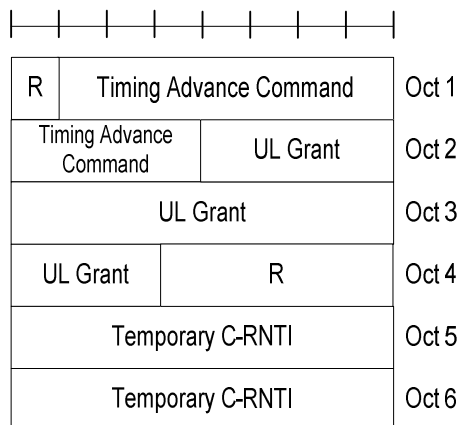 R Timing Advance Command Oct 1
Timing Advance
Command UL Grant Oct 2
UL Grant Oct 3
UL Grant R Oct 4
Temporary C-RNTI Oct 5
Temporary C-RNTI Oct 6